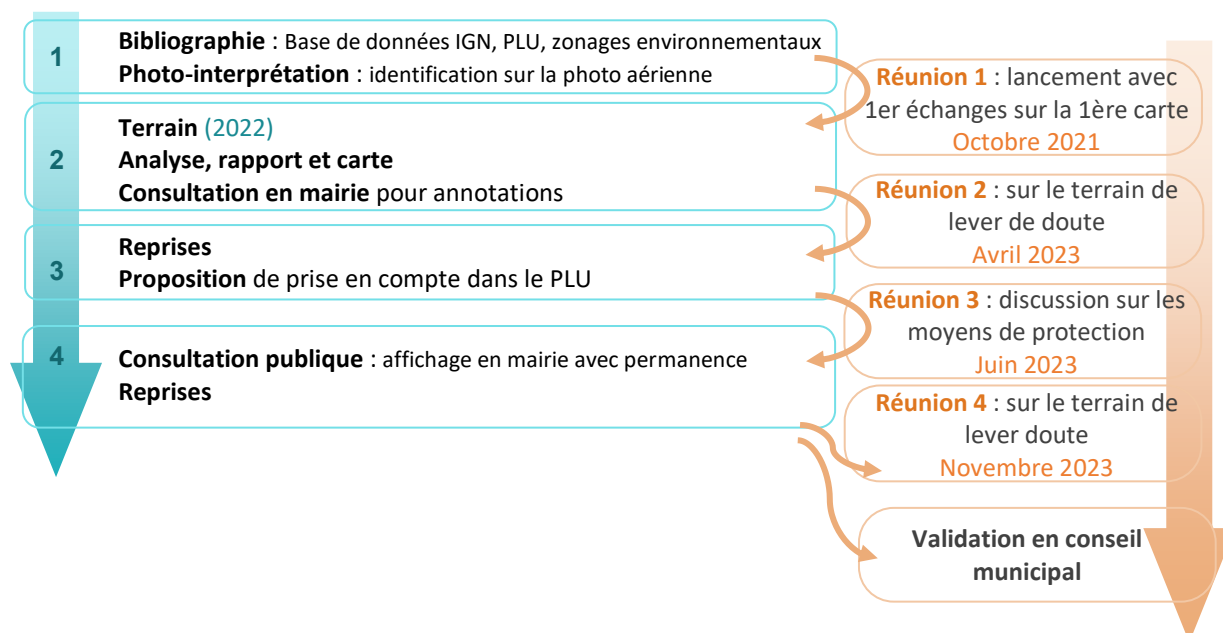 1
Bibliographie : Base de données IGN, PLU, zonages environnementaux
Photo-interprétation : identification sur la photo aérienne
Réunion 1 : lancement avec
1er échanges sur la 1ère carte
Octobre 2021
2
Terrain (2022)
Analyse, rapport et carte
Consultation en mairie pour annotations
Réunion 2 : sur le terrain de
lever de doute
Avril 2023
3
Reprises
Proposition de prise en compte dans le PLU
Réunion 3 : discussion sur les
moyens de protection
Juin 2023
4
Consultation publique : affichage en mairie avec permanence
Reprises
Réunion 4 : sur le terrain de
lever doute
Novembre 2023
Validation en conseil
municipal